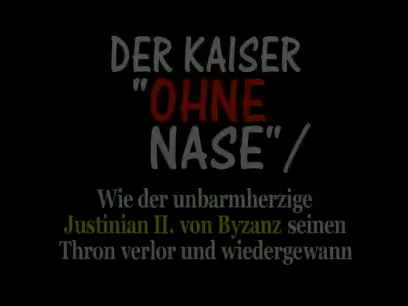 DER KAISER
"OHNE
NASE"/
Wie der unbarmherzige
Justinian II. von Byzanz seinen
Thron verlor und wiedergewann